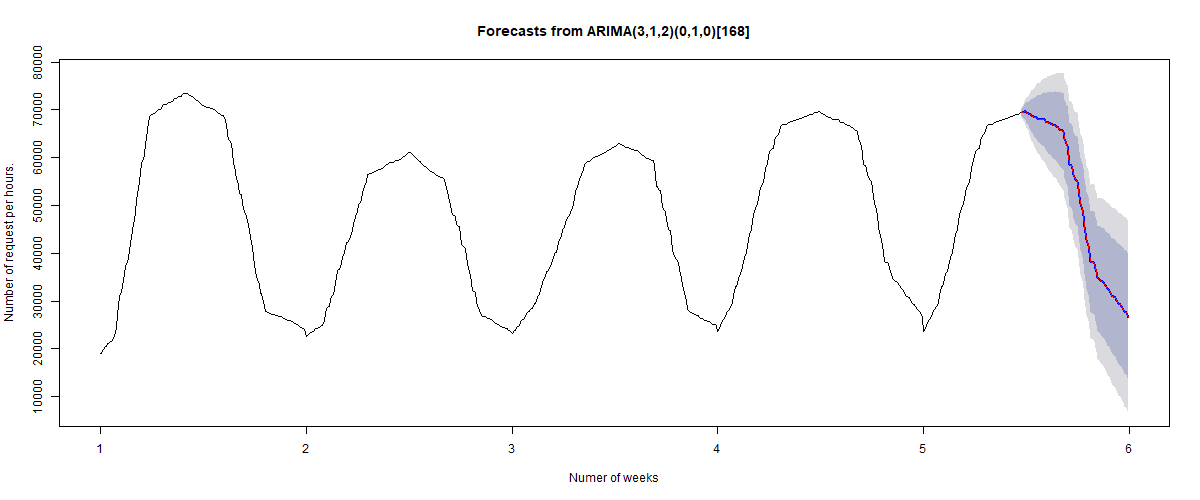 Forecasts from ARIMA(3,1,2)(0,1,0)[168]
Number of request per hours.
80000
70000
60000
50000
40000
30000
20000
10000
1 2 3 4 5 6
Numer of weeks